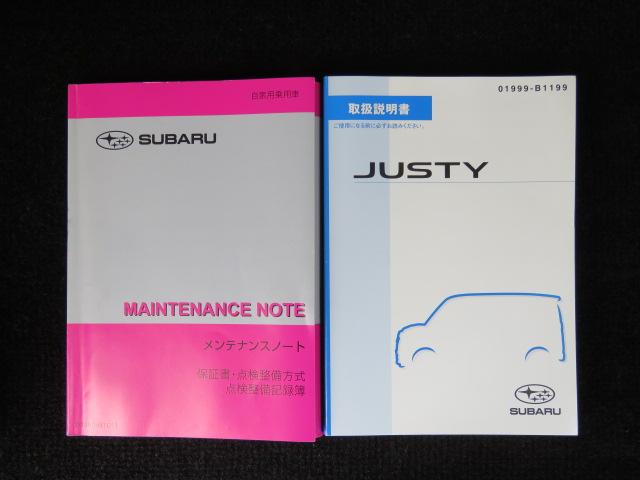 自家用乗用車
SUBARU
MAINTENANCE NOTE
メンテナンスノート
保証書・点検整備方式
点検整備記録簿
01999-B1199
取扱説明書
ご使用になる前に必ずお読みください。
JUSTY
SUBARU